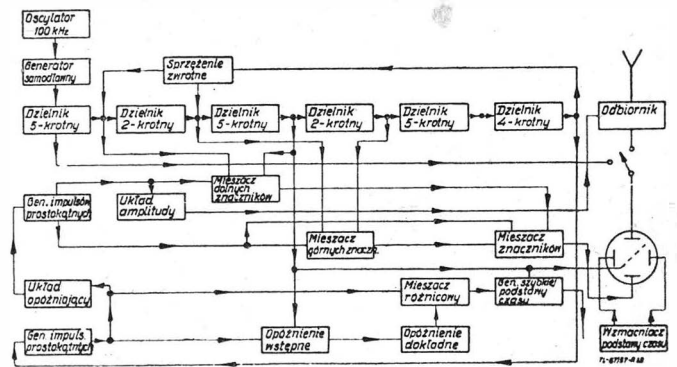 Oscylator
100 kHz
Generator
samodławny
Dzielnik
5-krotny
Dzielnik
2-krotny
Sprzężenie
zwrotne
Dzielnik
5-krotny
Dzielnik
2-krotny
Dzielnik
5-krotny
Dzielnik
4-krotny
Odbiornik
Gen. impulsów
prostokątnych
Układ
amplitudy
Mieszacz
dolnych
znaczników
Mieszacz
górnych znaczn.
Mieszacz
znaczników
Układ
opóźniający
Mieszacz
różnicowy
Gen. szybkiej
podstawy
czasu
Gen. impuls.
prostokątnych
Opóźnienie
wstępne
Opóźnienie
dokładne
Wzmacniacz
podstawy czasu